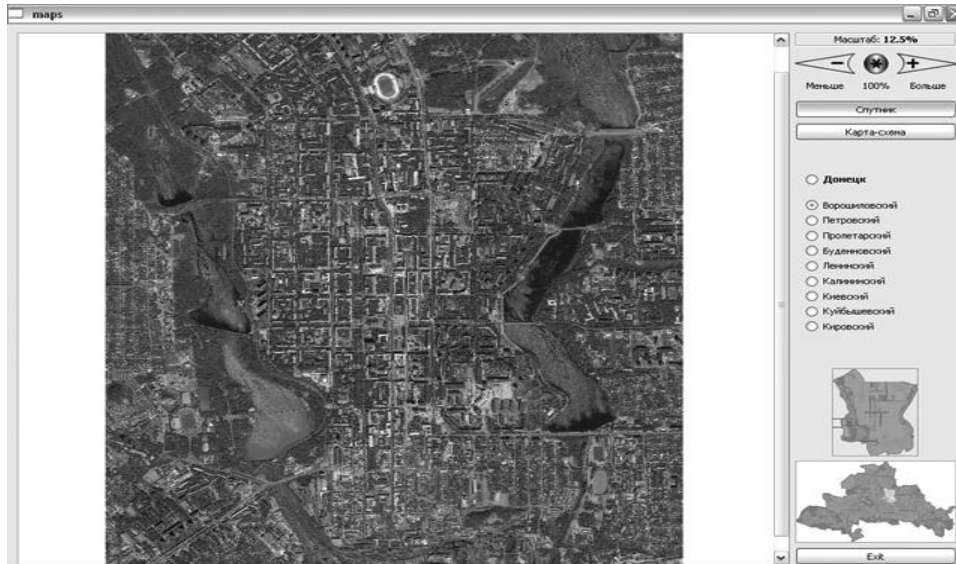 maps
Масштаб: 12.5%
Меньше 100% Больше
Спутник
Карта-схема
Донецк
Ворошиловский
Петровский
Пролетарский
Буденновский
Ленинский
Калининский
Киевский
Куйбышевский
Кировский
Exit